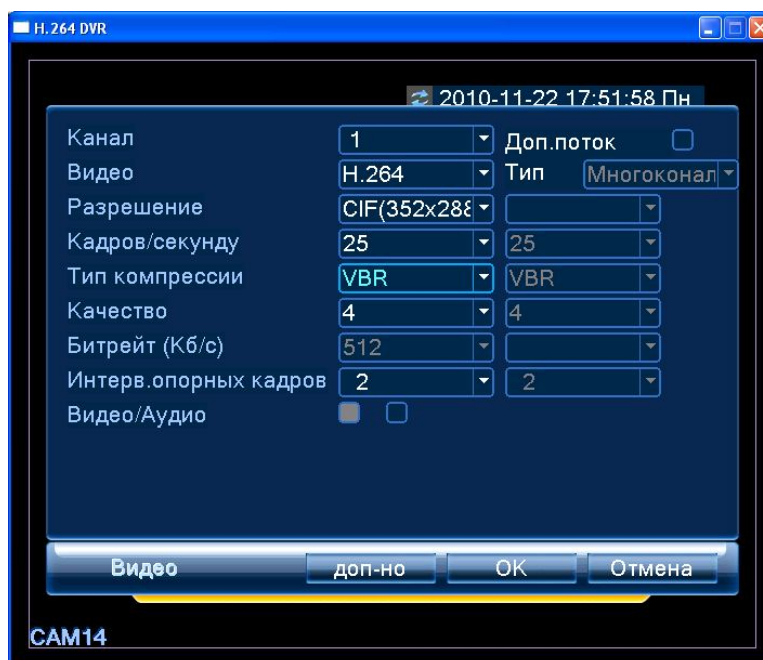 H.264 DVR
2010-11-22 17:51:58 Пн
Канал 1 Доп.поток
Видео H.264 Тип Многоконал
Разрешение CIF(352x288
Кадров/секунду 25 25
Тип компрессии VBR VBR
Качество 4 4
Битрейт (Кб/с) 512
Интерв.опорных кадров 2 2
Видео/Аудио
Видео доп-но OK Отмена
CAM14